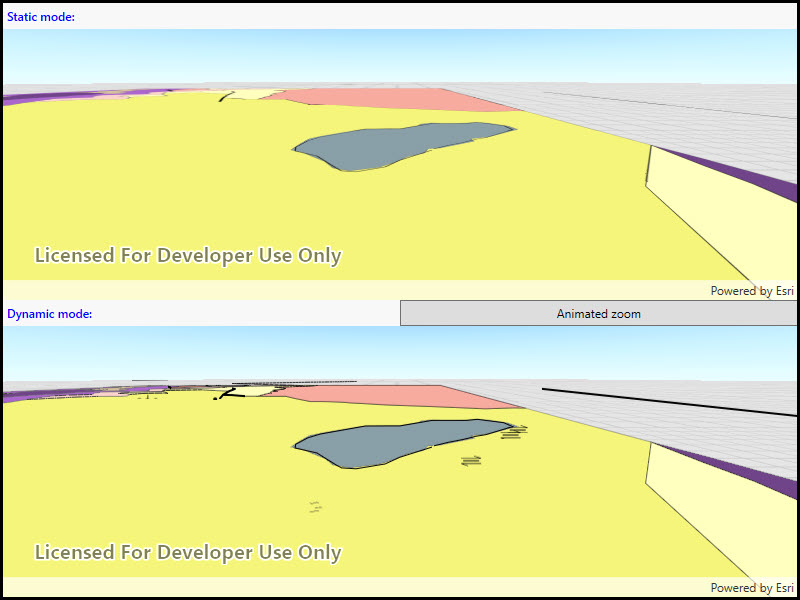 Static mode:
Licensed For Developer Use Only
Powered by Esri
Dynamic mode:
Animated zoom
Licensed For Developer Use Only
Powered by Esri